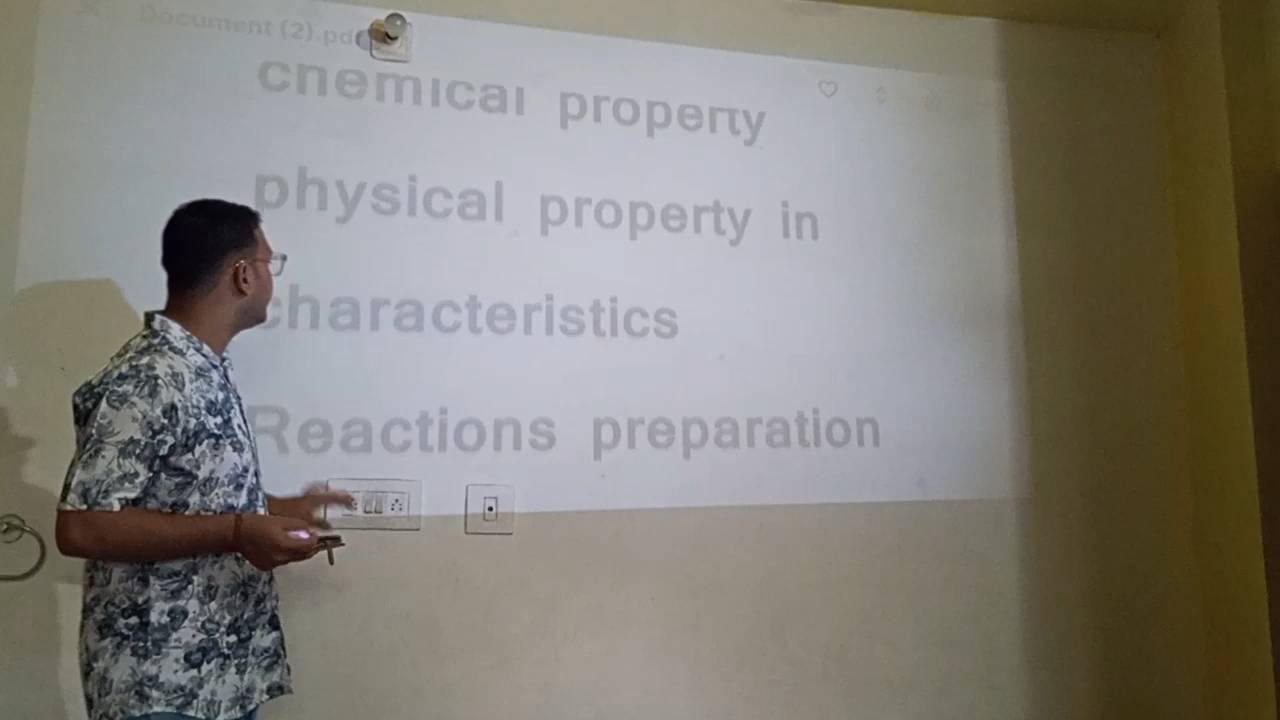 Document (2).pdf
chemical property
physical property in
characteristics
Reactions preparation